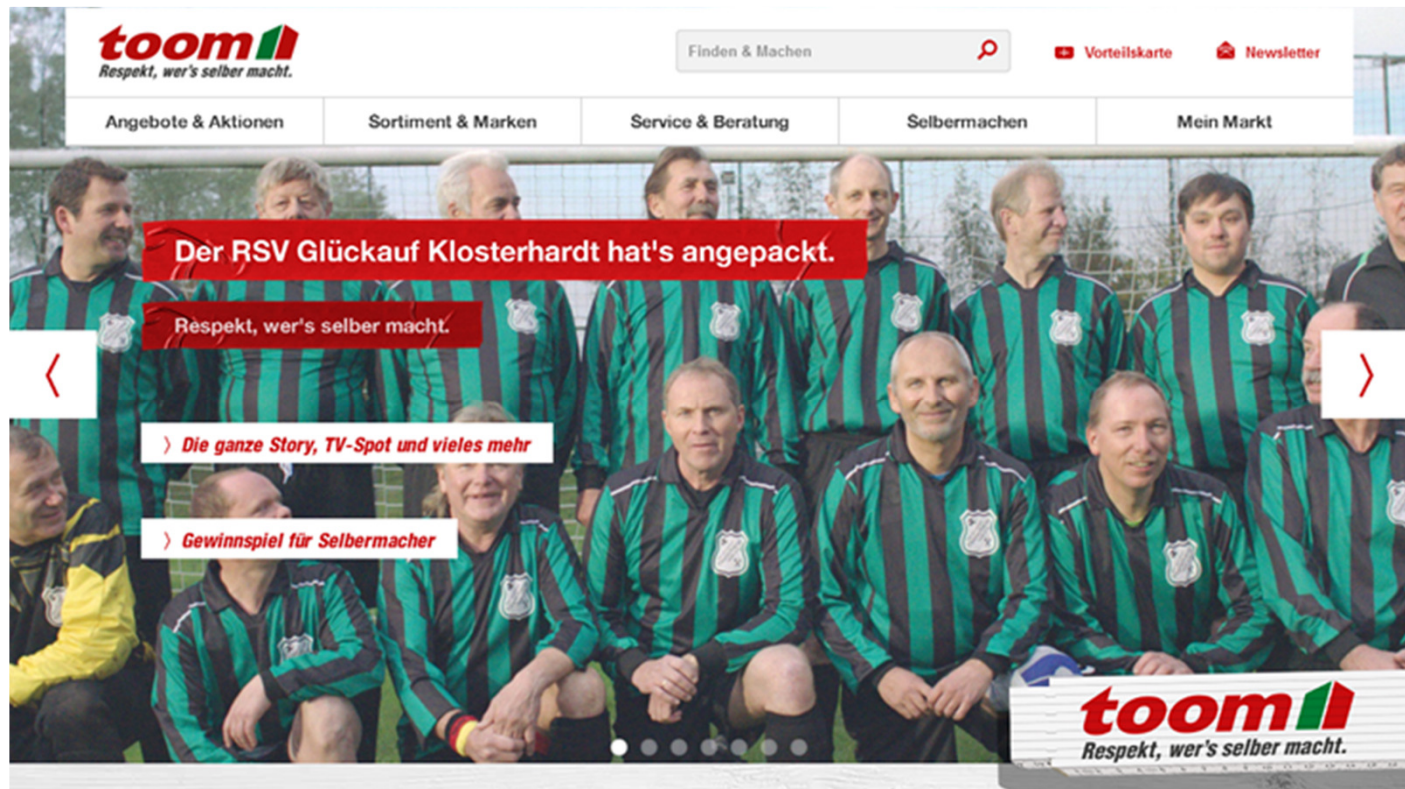 toom
Respekt, wer's selber macht.
Finden & Machen
Vorteilskarte
Newsletter
Angebote & Aktionen
Sortiment & Marken
Service & Beratung
Selbermachen
Mein Markt
Der RSV Glückauf Klosterhardt hat's angepackt.
Respekt, wer's selber macht.
Die ganze Story, TV-Spot und vieles mehr
Gewinnspiel für Selbermacher
toom
Respekt, wer's selber macht.